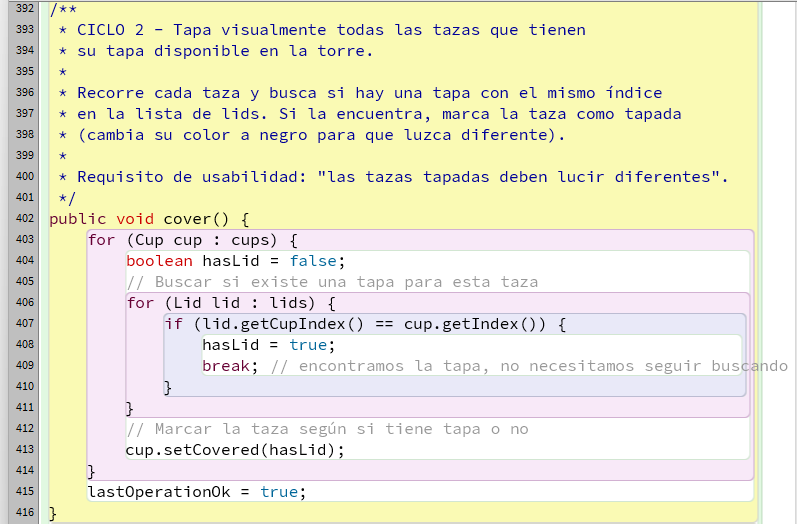 392 /**
393  * CICLO 2 – Tapa visualmente todas las tazas que tienen
394  * su tapa disponible en la torre.
395  *
396  * Recorre cada taza y busca si hay una tapa con el mismo índice
397  * en la lista de lids. Si la encuentra, marca la taza como tapada
398  * (cambia su color a negro para que luzca diferente).
399  *
400  * Requisito de usabilidad: "las tazas tapadas deben lucir diferentes".
401  */
402 public void cover() {
403     for (Cup cup : cups) {
404         boolean hasLid = false;
405         // Buscar si existe una tapa para esta taza
406         for (Lid lid : lids) {
407             if (lid.getCupIndex() == cup.getIndex()) {
408                 hasLid = true;
409                 break; // encontramos la tapa, no necesitamos seguir buscando
410             }
411         }
412         // Marcar la taza según si tiene tapa o no
413         cup.setCovered(hasLid);
414     }
415     lastOperationOk = true;
416 }